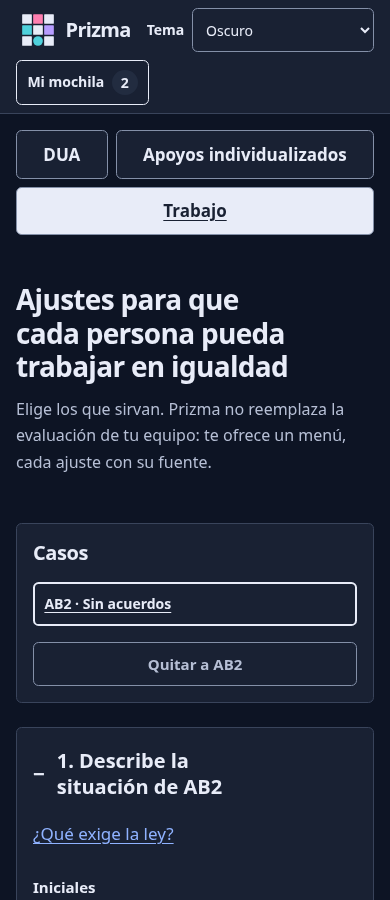 Prizma
Tema
Oscuro
Mi mochila 2
DUA
Apoyos individualizados
Trabajo
Ajustes para que
cada persona pueda
trabajar en igualdad
Elige los que sirvan. Prizma no reemplaza la
evaluación de tu equipo: te ofrece un menú,
cada ajuste con su fuente.
Casos
AB2 · Sin acuerdos
Quitar a AB2
– 1. Describe la
situación de AB2
¿Qué exige la ley?
Iniciales